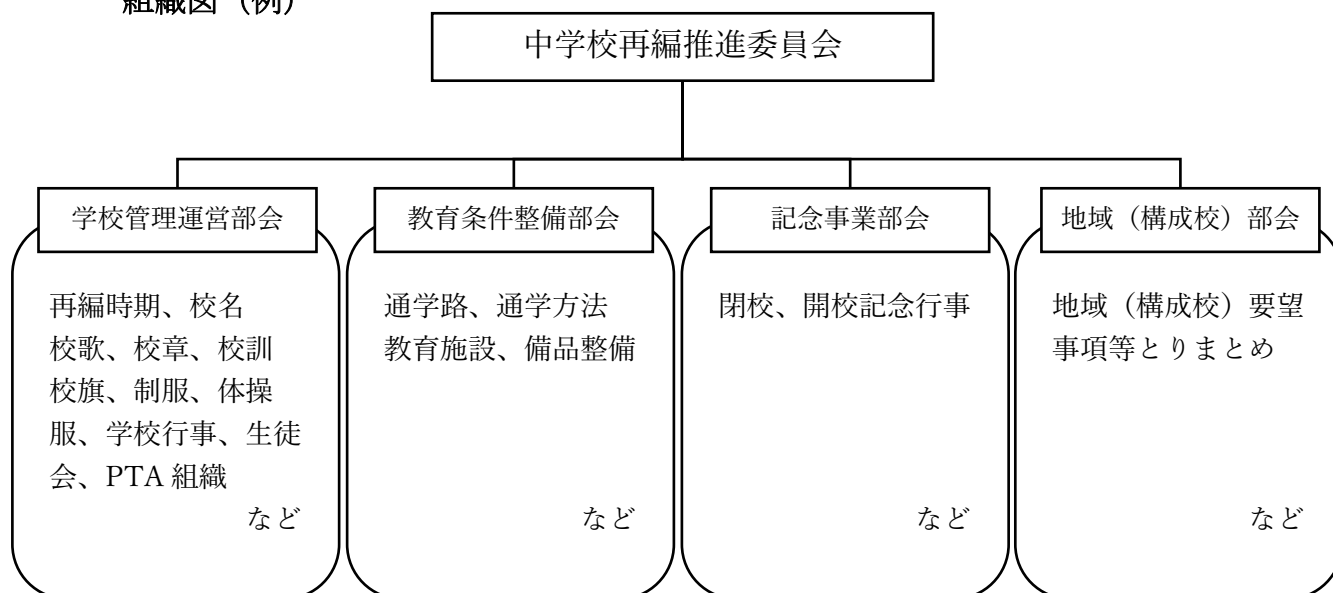 組織図（例）
中学校再編推進委員会
学校管理運営部会
再編時期、校名
校歌、校章、校訓
校旗、制服、体操
服、学校行事、生徒
会、PTA 組織
など
教育条件整備部会
通学路、通学方法
教育施設、備品整備
など
記念事業部会
閉校、開校記念行事
など
地域（構成校）部会
地域（構成校）要望
事項等とりまとめ
など